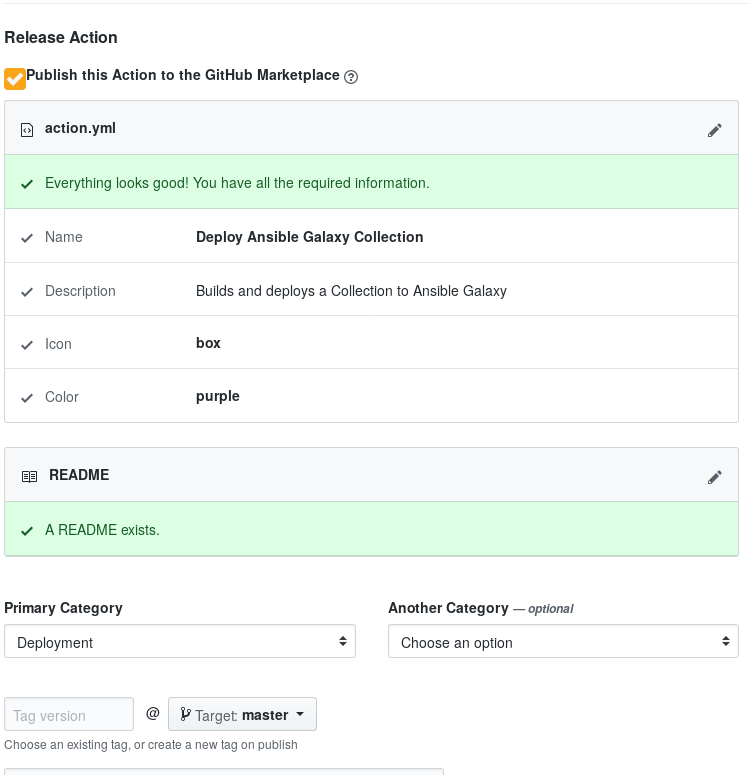 Release Action
Publish this Action to the GitHub Marketplace
action.yml
Everything looks good! You have all the required information.
Name Deploy Ansible Galaxy Collection
Description Builds and deploys a Collection to Ansible Galaxy
Icon box
Color purple
README
A README exists.
Primary Category Another Category — optional
Deployment Choose an option
Tag version @ Target: master
Choose an existing tag, or create a new tag on publish